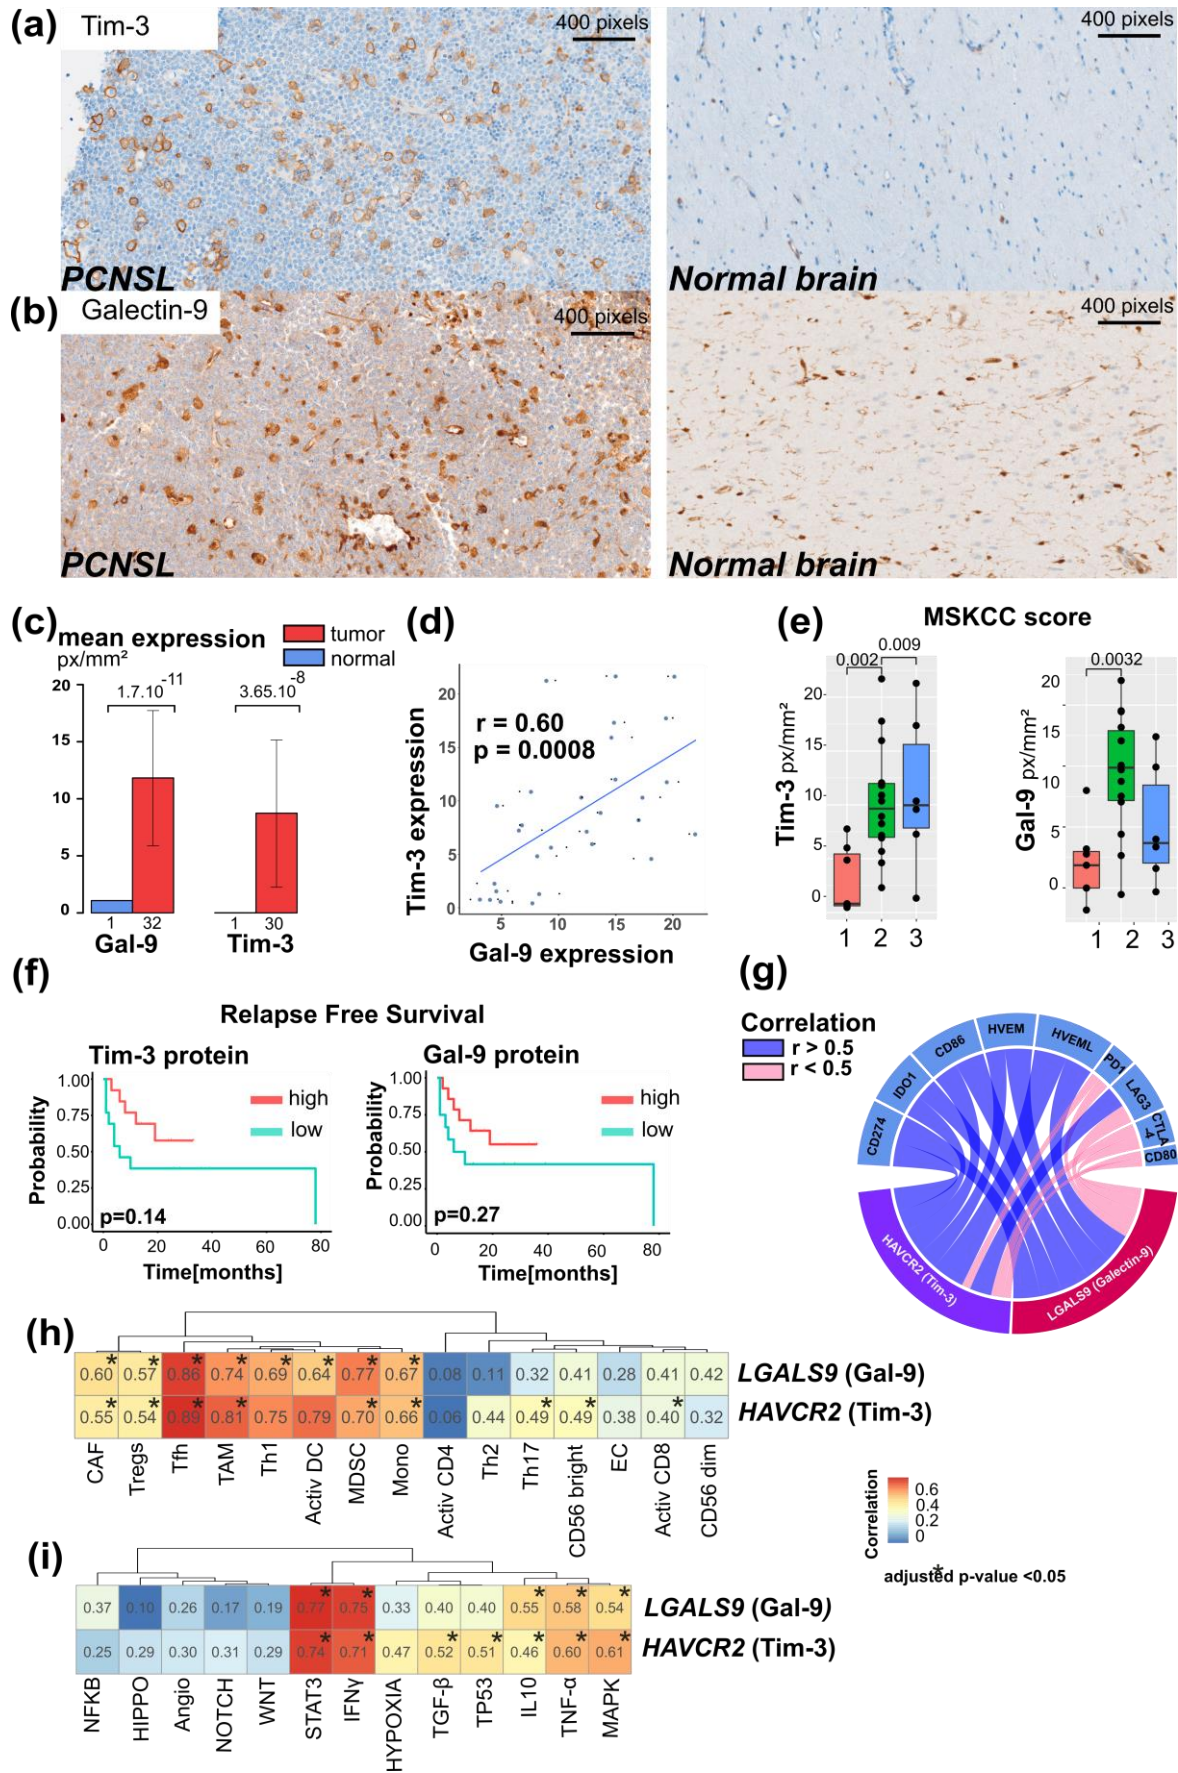 (a) Tim-3
400 pixels
400 pixels
PCNSL
Normal brain
(b) Galectin-9
400 pixels
400 pixels
PCNSL
Normal brain
(c) mean expression
px/mm²
tumor
normal
20
15
10
5
0
1.7.10⁻¹¹
3.65.10⁻⁸
1 32
1 30
Gal-9 Tim-3
(d)
Tim-3 expression
20
15
10
5
0
r = 0.60
p = 0.0008
5 10 15 20
Gal-9 expression
(e) MSKCC score
Tim-3 px/mm²
20
15
10
5
0
0.002
0.009
1 2 3
Gal-9 px/mm²
20
15
10
5
0
0.0032
1 2 3
(f)
Relapse Free Survival
Tim-3 protein
Probability
1.00
0.75
0.50
0.25
0.00
high
low
p=0.14
0 20 40 60 80
Time[months]
Gal-9 protein
Probability
1.00
0.75
0.50
0.25
0.00
high
low
p=0.27
0 20 40 60 80
Time[months]
(g)
Correlation
r > 0.5
r < 0.5
CD274
IDO1
CD86
HVEM
HVEML
PD1
LAG3
CTLA
-4
CD80
HAVCR2 (Tim-3)
LGALS9 (Galectin-9)
(h)
0.60* 0.57* 0.86* 0.74* 0.69* 0.64* 0.77* 0.67* 0.08 0.11 0.32 0.41 0.28 0.41 0.42 LGALS9 (Gal-9)
0.55* 0.54* 0.89* 0.81* 0.75 0.79 0.70* 0.66* 0.06 0.44 0.49* 0.49* 0.38 0.40* 0.32 HAVCR2 (Tim-3)
CAF Tregs Tfh TAM Th1 Activ DC MDSC Mono Activ CD4 Th2 Th17 CD56 bright EC Activ CD8 CD56 dim
Correlation
0.6
0.4
0.2
0
*
adjusted p-value <0.05
(i)
0.37 0.10 0.26 0.17 0.19 0.77* 0.75* 0.33 0.40 0.40 0.55* 0.58* 0.54* LGALS9 (Gal-9)
0.25 0.29 0.30 0.31 0.29 0.74* 0.71* 0.47 0.52* 0.51* 0.46* 0.60* 0.61* HAVCR2 (Tim-3)
NFKB HIPPO Angio NOTCH WNT STAT3 IFNγ HYPOXIA TGF-β TP53 IL10 TNF-α MAPK